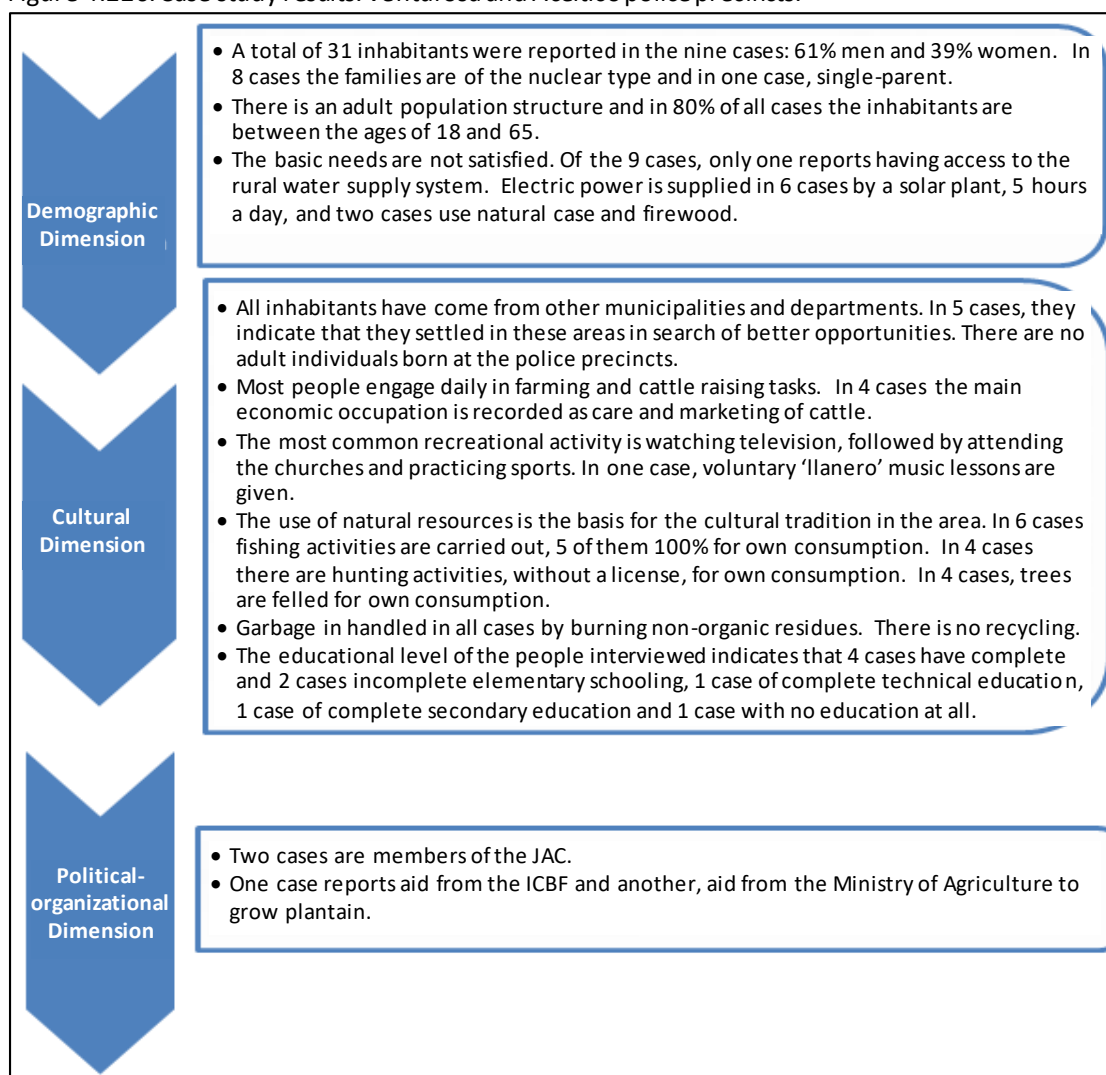 Case study results. Venturosa and Aceitico police precincts.
Demographic
Dimension
• A total of 31 inhabitants were reported in the nine cases: 61% men and 39% women. In
8 cases the families are of the nuclear type and in one case, single-parent.
• There is an adult population structure and in 80% of all cases the inhabitants are
between the ages of 18 and 65.
• The basic needs are not satisfied. Of the 9 cases, only one reports having access to the
rural water supply system. Electric power is supplied in 6 cases by a solar plant, 5 hours
a day, and two cases use natural case and firewood.
Cultural
Dimension
• All inhabitants have come from other municipalities and departments. In 5 cases, they
indicate that they settled in these areas in search of better opportunities. There are no
adult individuals born at the police precincts.
• Most people engage daily in farming and cattle raising tasks. In 4 cases the main
economic occupation is recorded as care and marketing of cattle.
• The most common recreational activity is watching television, followed by attending
the churches and practicing sports. In one case, voluntary ‘llanero’ music lessons are
given.
• The use of natural resources is the basis for the cultural tradition in the area. In 6 cases
fishing activities are carried out, 5 of them 100% for own consumption. In 4 cases
there are hunting activities, without a license, for own consumption. In 4 cases, trees
are felled for own consumption.
• Garbage in handled in all cases by burning non-organic residues. There is no recycling.
• The educational level of the people interviewed indicates that 4 cases have complete
and 2 cases incomplete elementary schooling, 1 case of complete technical education,
1 case of complete secondary education and 1 case with no education at all.
Political-
organizational
Dimension
• Two cases are members of the JAC.
• One case reports aid from the ICBF and another, aid from the Ministry of Agriculture to
grow plantain.